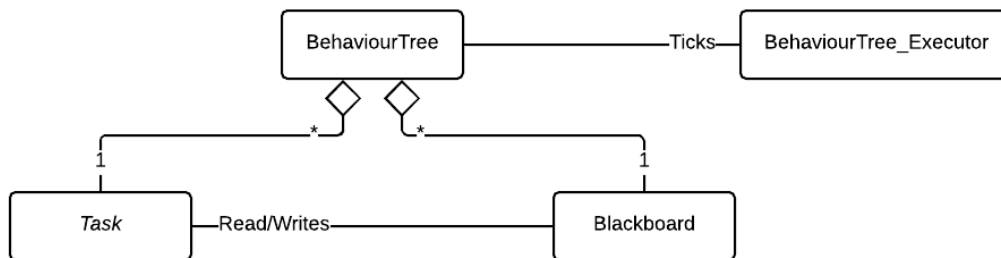 BehaviourTree
Ticks
BehaviourTree_Executor
*
*
1
1
Task
Read/Writes
Blackboard